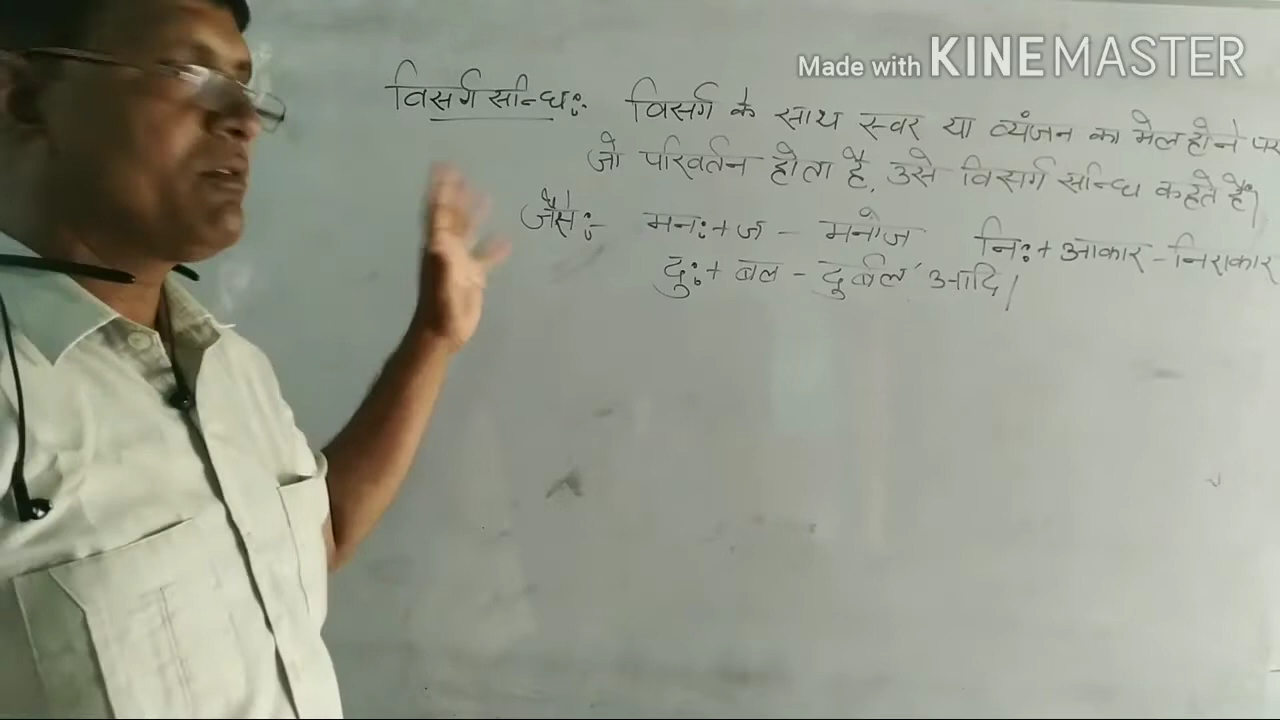 Made with KINEMASTER
विसर्ग सन्धि:- विसर्ग के साथ स्वर या व्यंजन का मेल होने पर
जो परिवर्तन होता है, उसे विसर्ग सन्धि कहते हैं।
जैसे:- मनः + ज - मनोज निः + आकार - निराकार
दुः + बल - दुर्बल आदि।